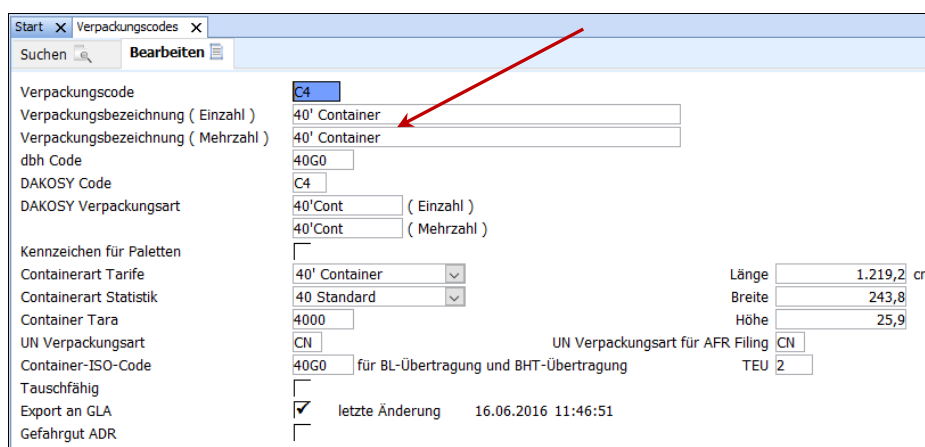 Start X Verpackungscodes X
Suchen Bearbeiten
Verpackungscode C4
Verpackungsbezeichnung ( Einzahl ) 40' Container
Verpackungsbezeichnung ( Mehrzahl ) 40' Container
dbh Code 40G0
DAKOSY Code C4
DAKOSY Verpackungsart 40'Cont ( Einzahl )
40'Cont ( Mehrzahl )
Kennzeichen für Paletten
Containerart Tarife 40' Container Länge 1.219,2 cm
Containerart Statistik 40 Standard Breite 243,8
Container Tara 4000 Höhe 25,9
UN Verpackungsart CN UN Verpackungsart für AFR Filing CN
Container-ISO-Code 40G0 für BL-Übertragung und BHT-Übertragung TEU 2
Tauschfähig
Export an GLA letzte Änderung 16.06.2016 11:46:51
Gefahrgut ADR